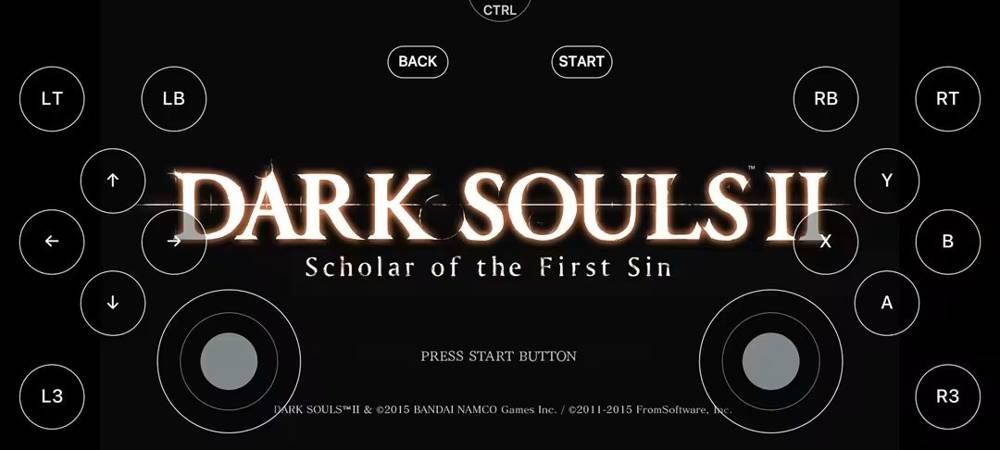 CTRL
BACK START
LT LB RB RT
↑ Y
DARK SOULS™ II
← → X B
Scholar of the First Sin
↓ A
PRESS START BUTTON
L3 R3
DARK SOULS™II & ©2015 BANDAI NAMCO Games Inc. / ©2011-2015 FromSoftware, Inc.